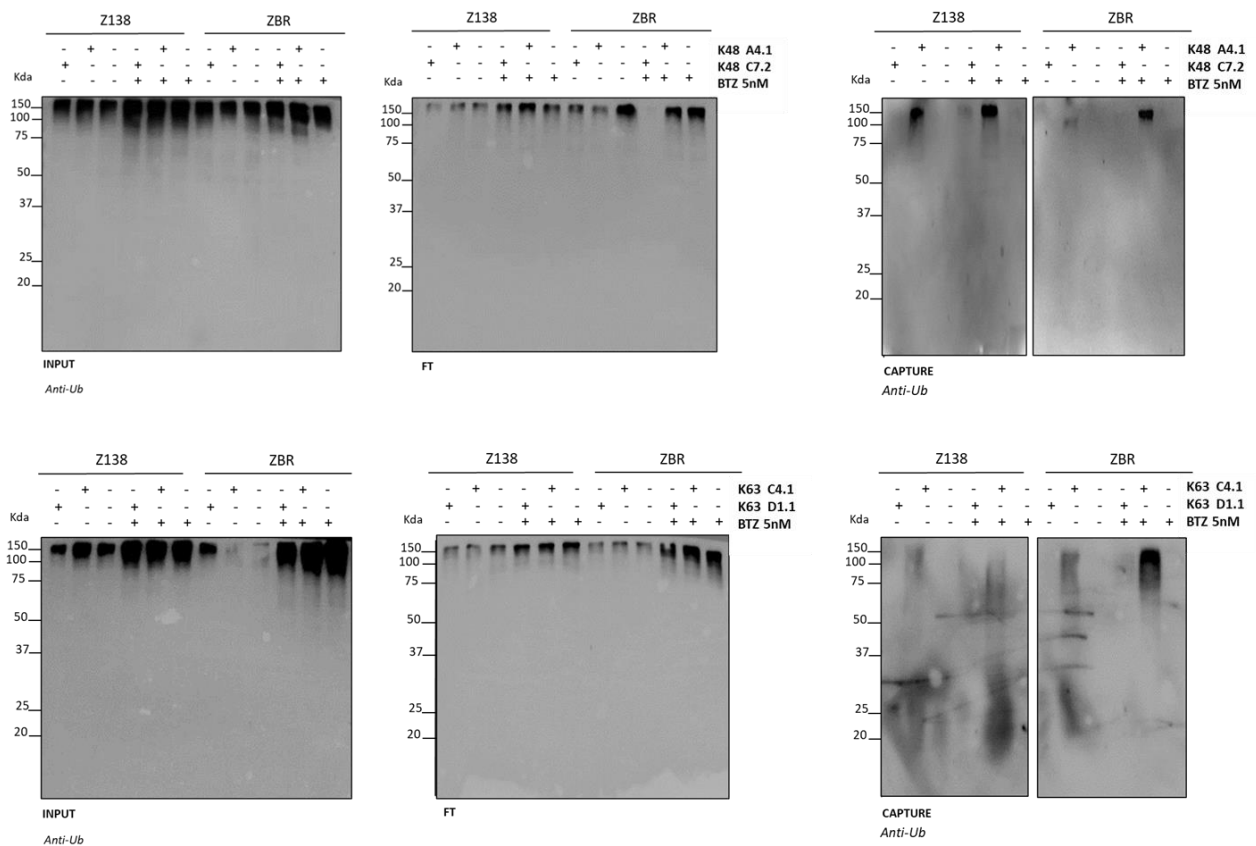 Z138 ZBR
- + - - + - - + - - + -
+ - - + - - + - - + - -
- - - + + + - - - + + +
Kda
150
100
75
50
37
25
20
INPUT
Anti-Ub
Z138 ZBR
- + - - + - - + - - + - K48 A4.1
+ - - + - - + - - + - - K48 C7.2
- - - + + + - - - + + + BTZ 5nM
Kda
150
100
75
50
37
25
20
FT
Z138 ZBR
- + - - + - - + - - + - K48 A4.1
+ - - + - - + - - + - - K48 C7.2
- - - + + + - - - + + + BTZ 5nM
Kda
150
100
75
50
37
25
20
CAPTURE
Anti-Ub
Z138 ZBR
- + - - + - - + - - + -
+ - - + - - + - - + - -
- - - + + + - - - + + +
Kda
150
100
75
50
37
25
20
INPUT
Anti-Ub
Z138 ZBR
- + - - + - - + - - + - K63 C4.1
+ - - + - - + - - + - - K63 D1.1
- - - + + + - - - + + + BTZ 5nM
Kda
150
100
75
50
37
25
20
FT
Z138 ZBR
- + - - + - - + - - + - K63 C4.1
+ - - + - - + - - + - - K63 D1.1
- - - + + + - - - + + + BTZ 5nM
Kda
150
100
75
50
37
25
20
CAPTURE
Anti-Ub